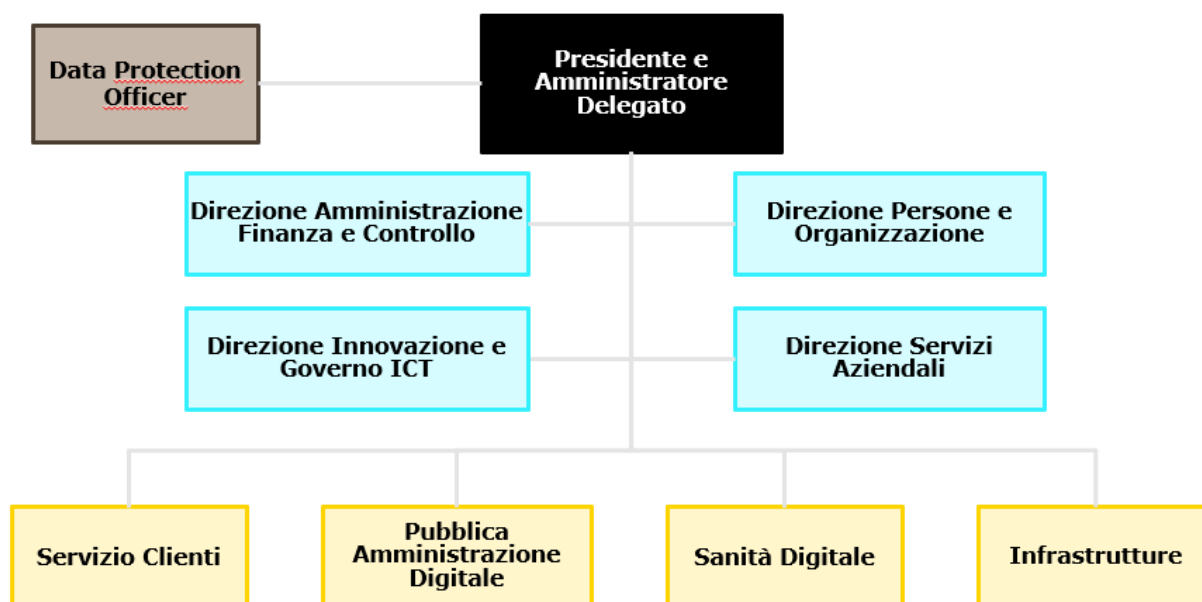 Data Protection
Officer
Presidente e
Amministratore
Delegato
Direzione Amministrazione
Finanza e Controllo
Direzione Persone e
Organizzazione
Direzione Innovazione e
Governo ICT
Direzione Servizi
Aziendali
Servizio Clienti
Pubblica
Amministrazione
Digitale
Sanità Digitale
Infrastrutture